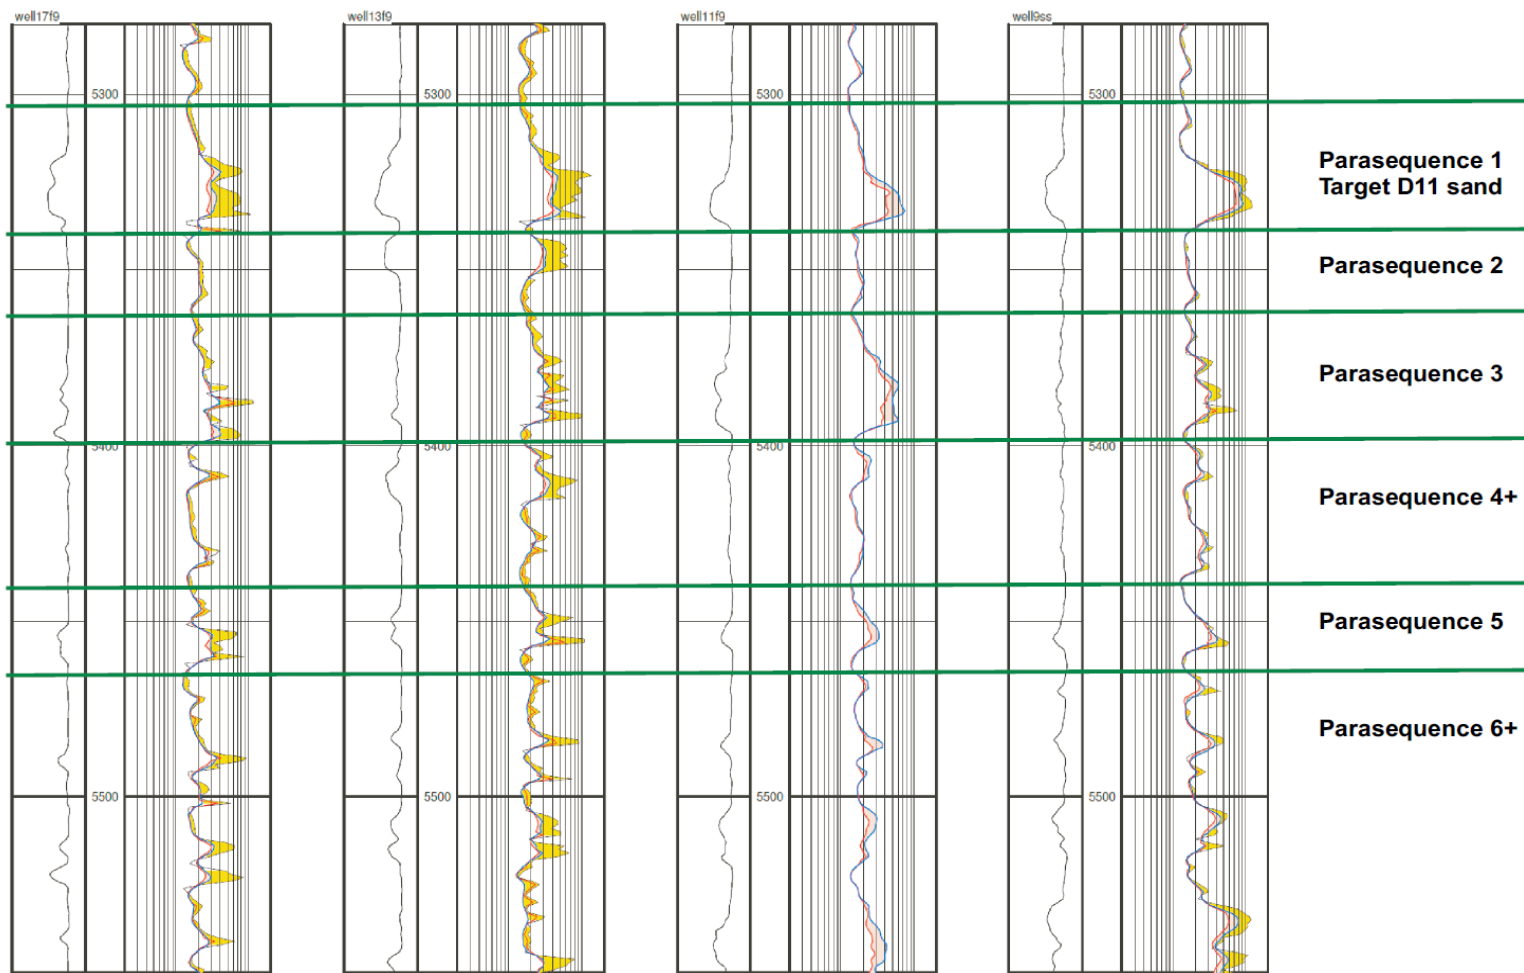 well17f9 well13f9 well11f9 well9ss
5300 5300 5300 5300
Parasequence 1
Target D11 sand
Parasequence 2
Parasequence 3
5400 5400 5400 5400
Parasequence 4+
Parasequence 5
Parasequence 6+
5500 5500 5500 5500